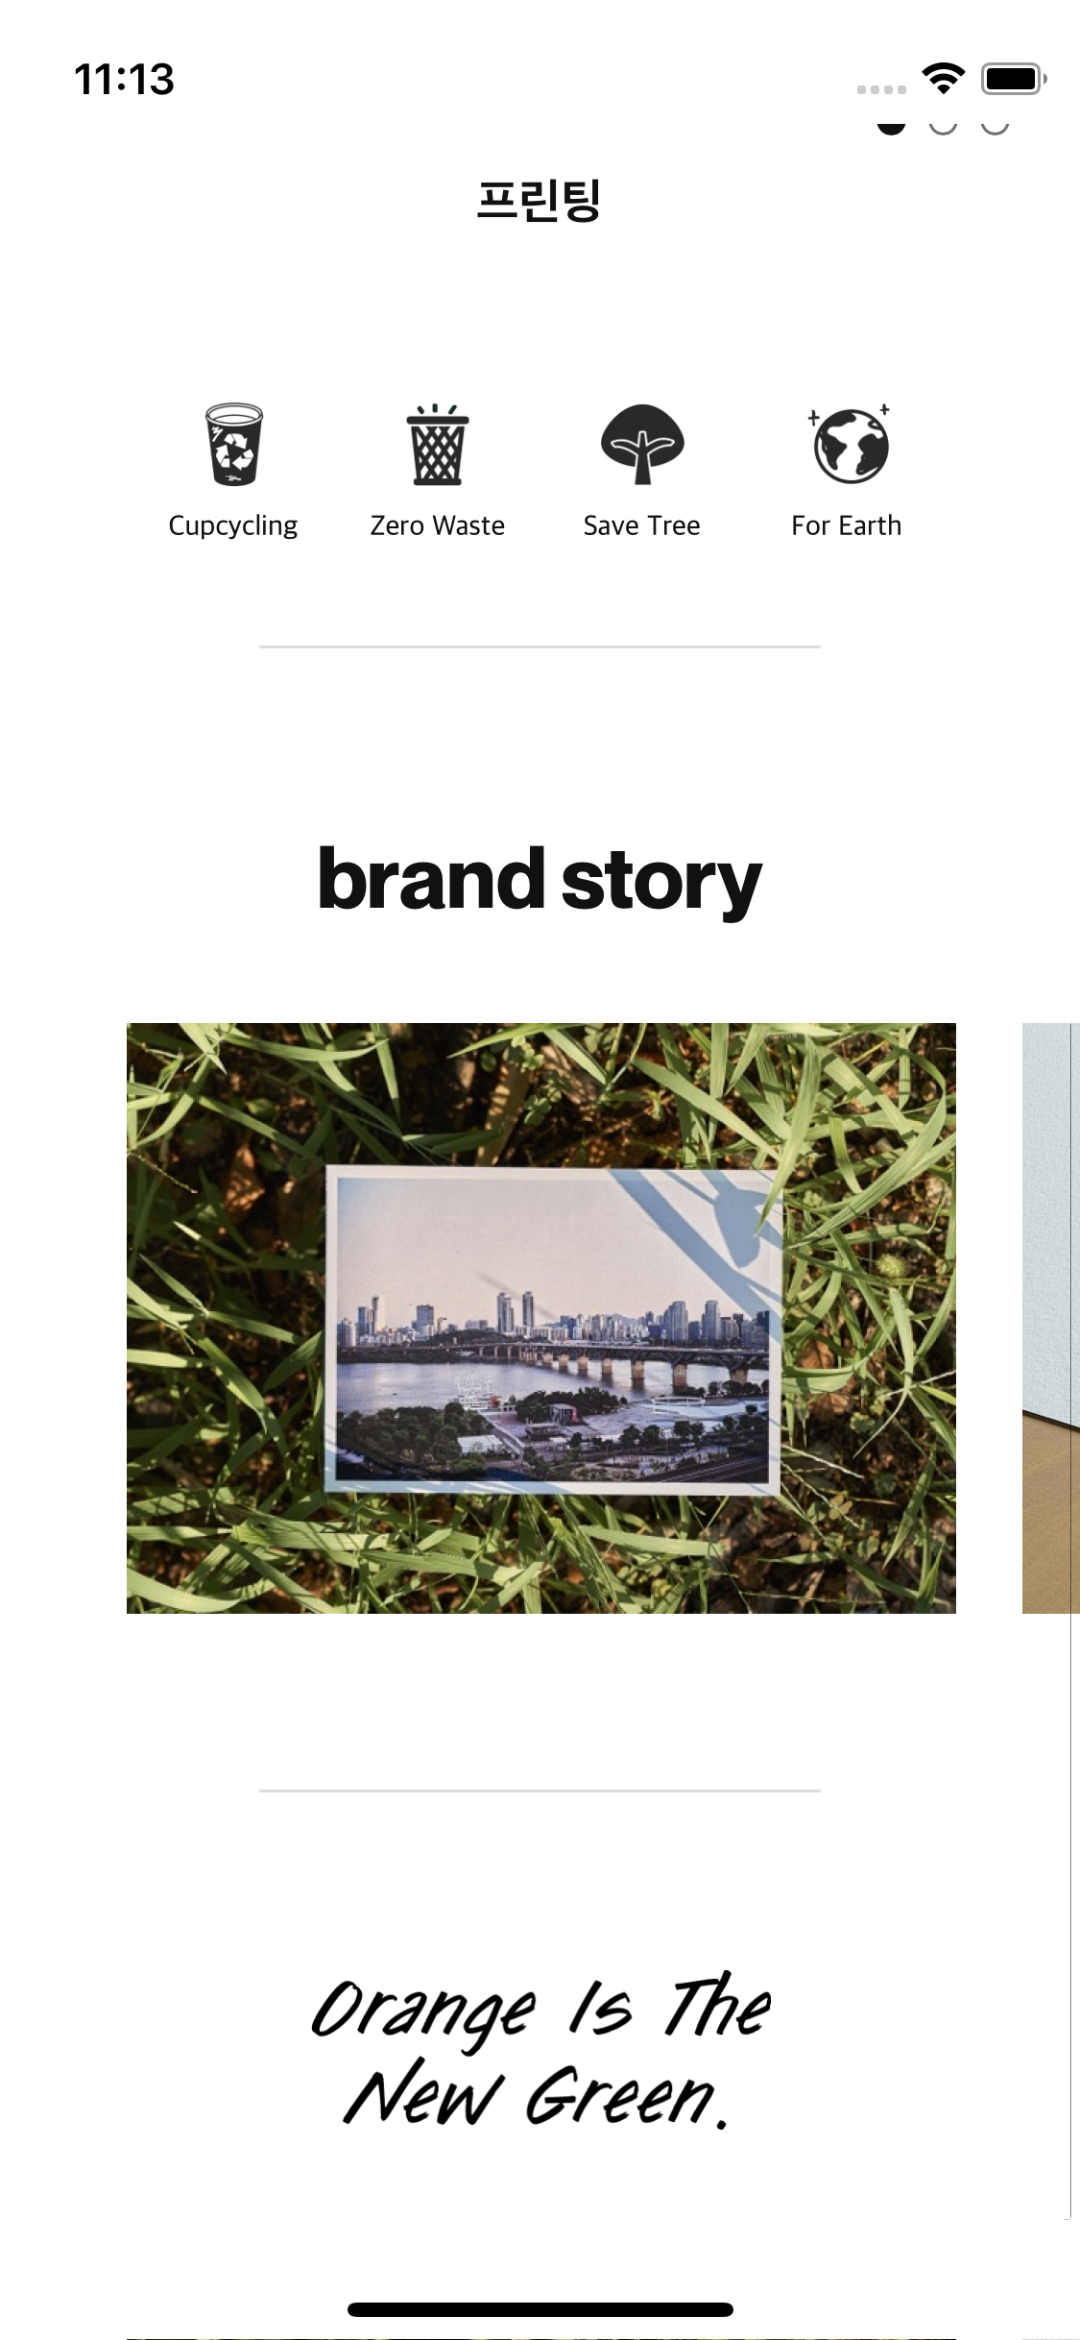 11:13
프린팅
Cupcycling
Zero Waste
Save Tree
For Earth
brand story
Orange Is The
New Green.